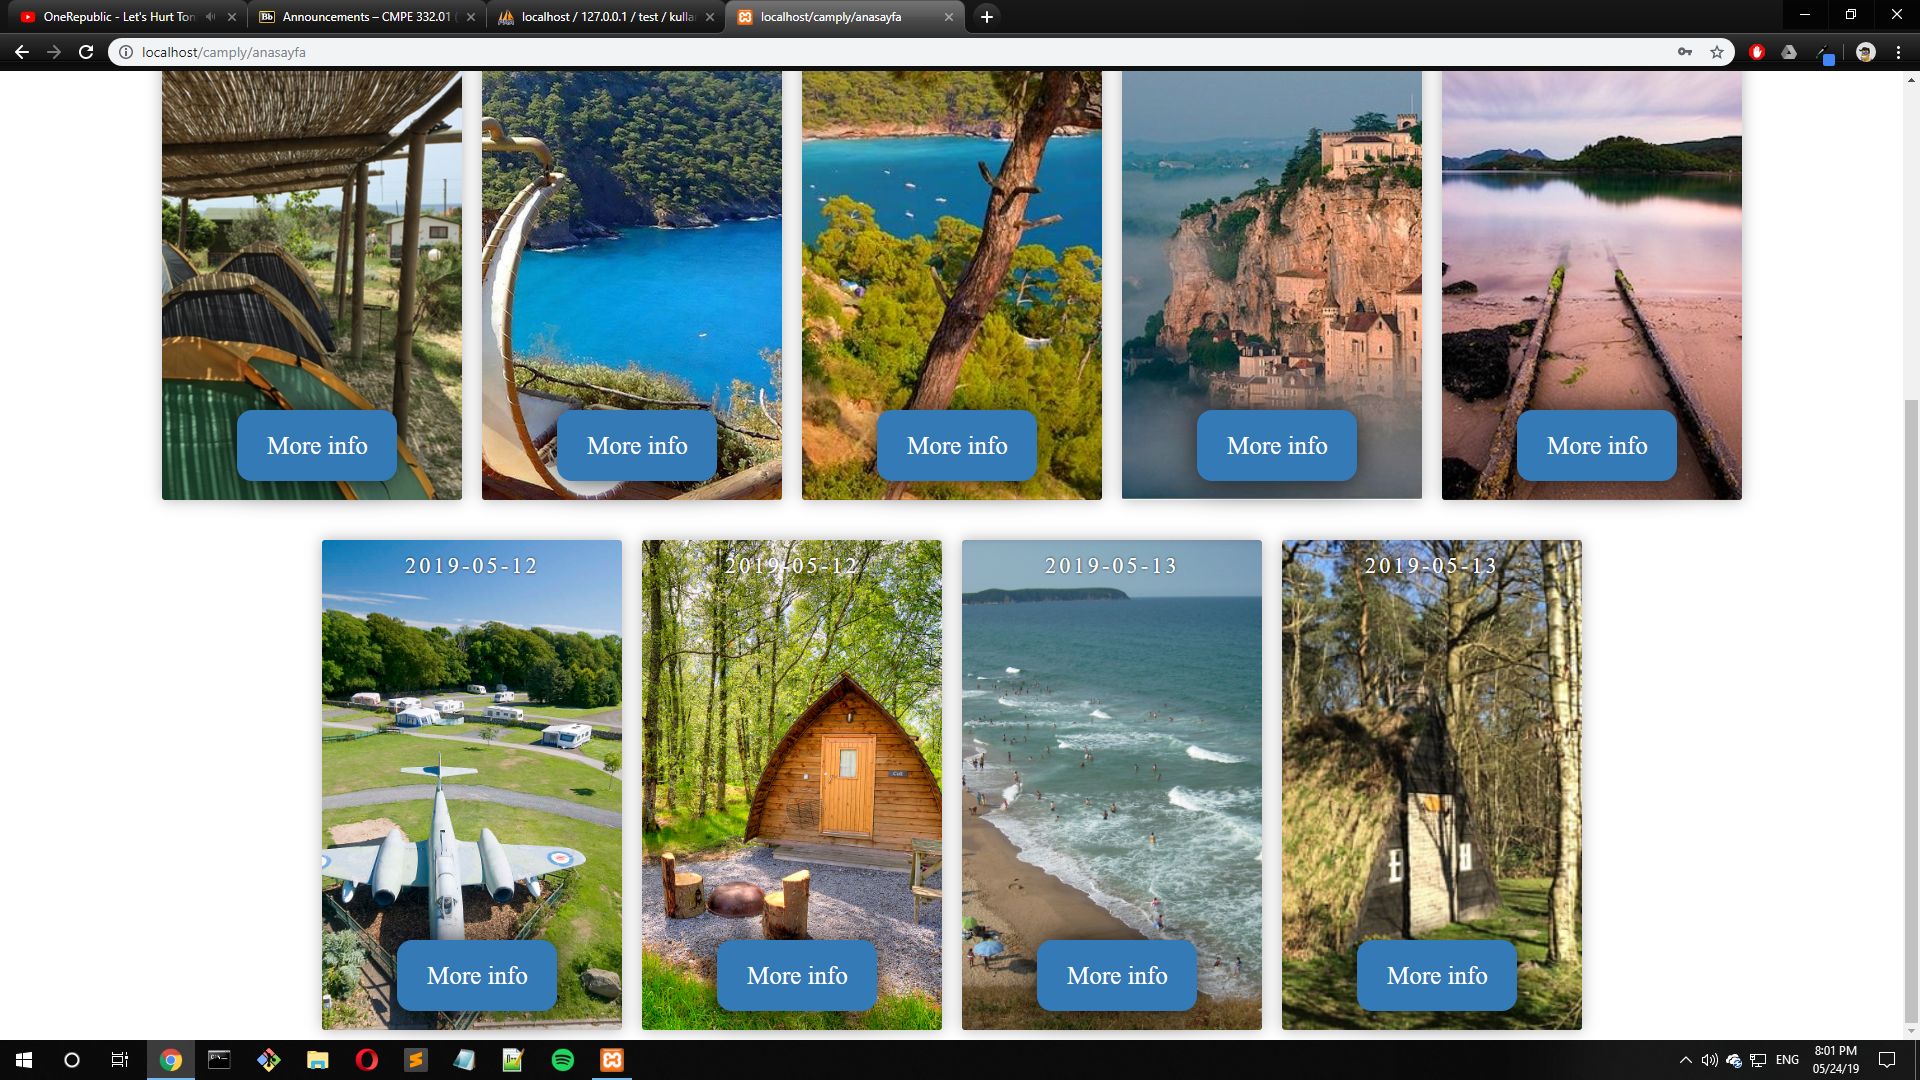 OneRepublic - Let's Hurt Ton
Bb Announcements – CMPE 332.01 (
localhost / 127.0.0.1 / test / kulla
localhost/camply/anasayfa
localhost/camply/anasayfa
More info
More info
More info
More info
More info
2019-05-12
2019-05-12
2019-05-13
2019-05-13
More info
More info
More info
More info
ENG
8:01 PM
05/24/19